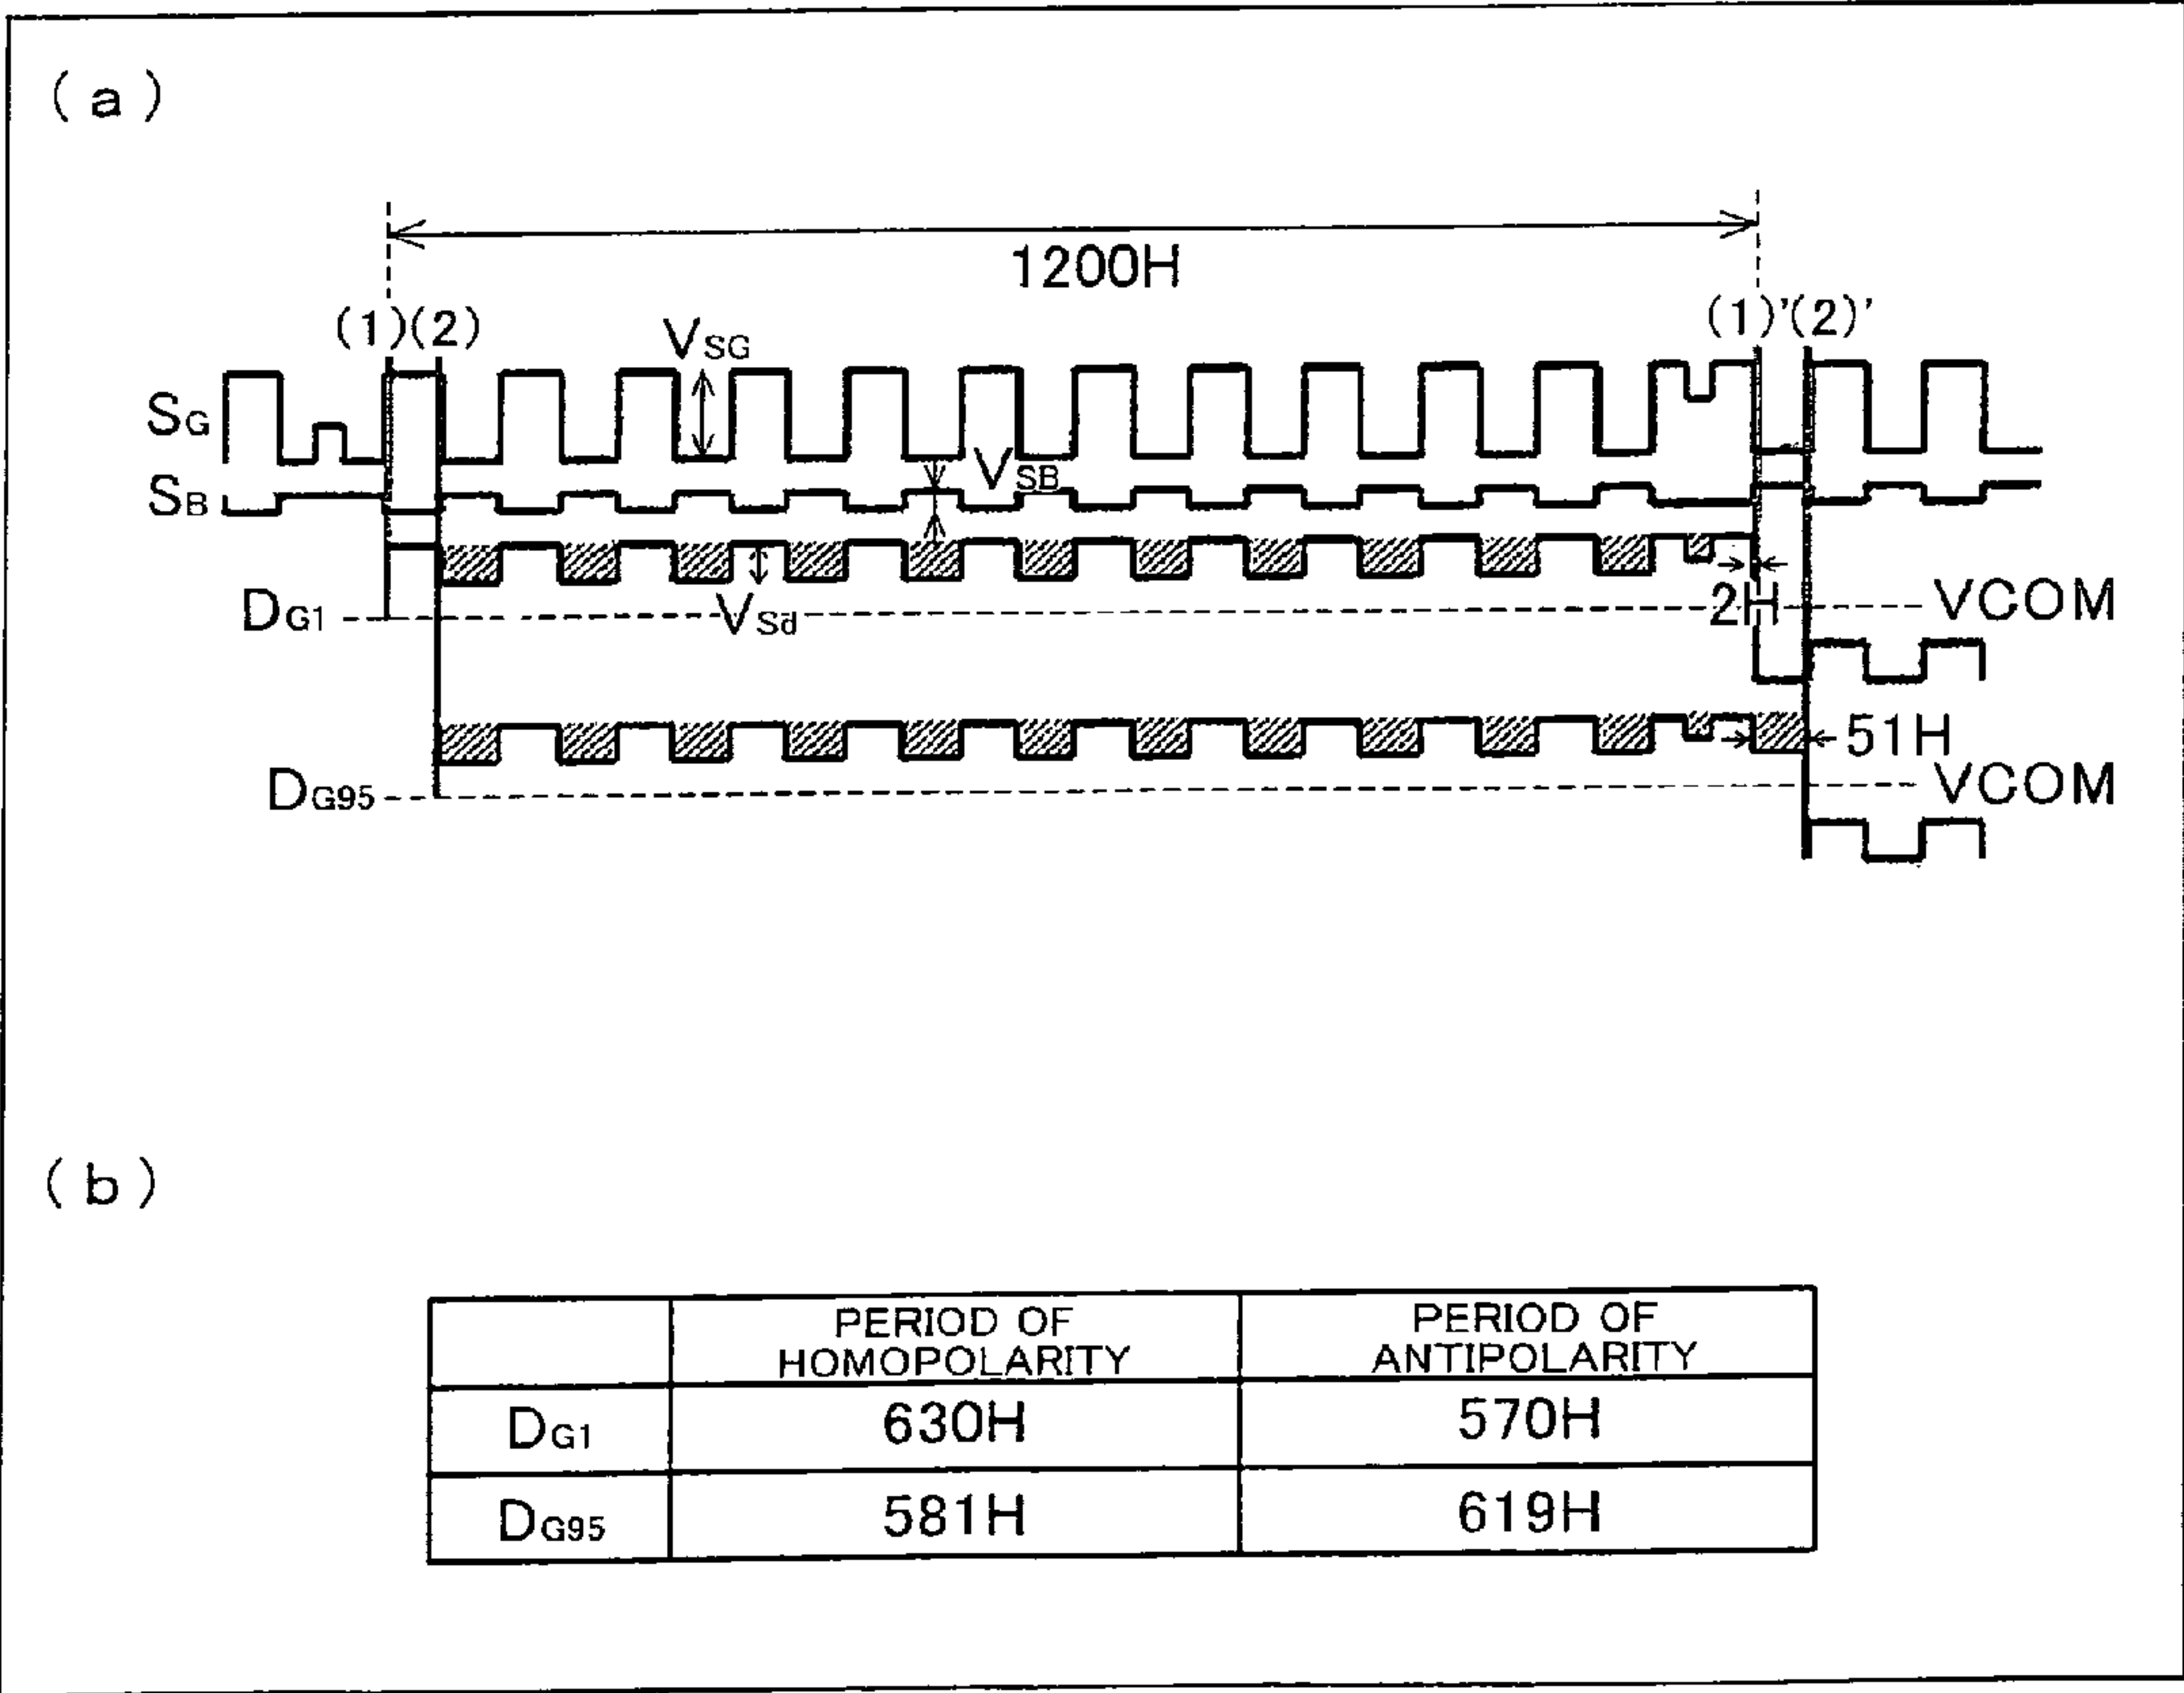 (a)
1200H
(1)(2)
(1)'(2)'
VSG
SG
VSB
SB
2H
DG1
VSd
VCOM
51H
DG95
VCOM
(b)
PERIOD OF HOMOPOLARITY
PERIOD OF ANTIPOLARITY
DG1 630H 570H
DG95 581H 619H